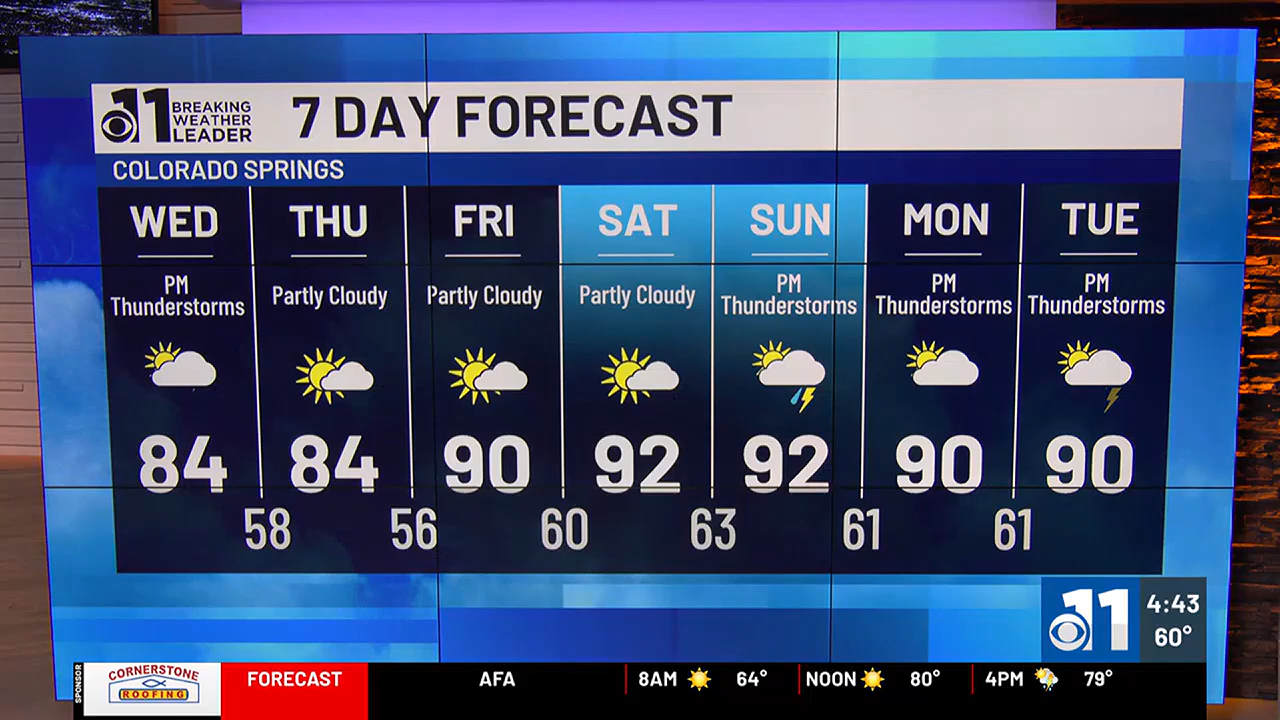 11 BREAKING
WEATHER
LEADER
7 DAY FORECAST
COLORADO SPRINGS
WED THU FRI SAT SUN MON TUE
PM Thunderstorms
Partly Cloudy
Partly Cloudy
Partly Cloudy
PM Thunderstorms
PM Thunderstorms
PM Thunderstorms
84 84 90 92 92 90 90
58 56 60 63 61 61
11
4:43
60°
SPONSOR
CORNERSTONE
ROOFING
FORECAST AFA 8AM 64° NOON 80° 4PM 79°